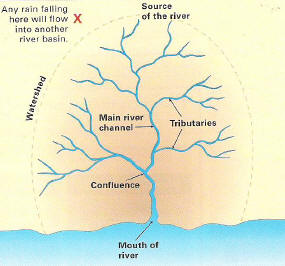 Any rain falling
here will flow
into another
river basin.
X
Source
of the river
Watershed
Main river
channel
Tributaries
Confluence
Mouth of
river